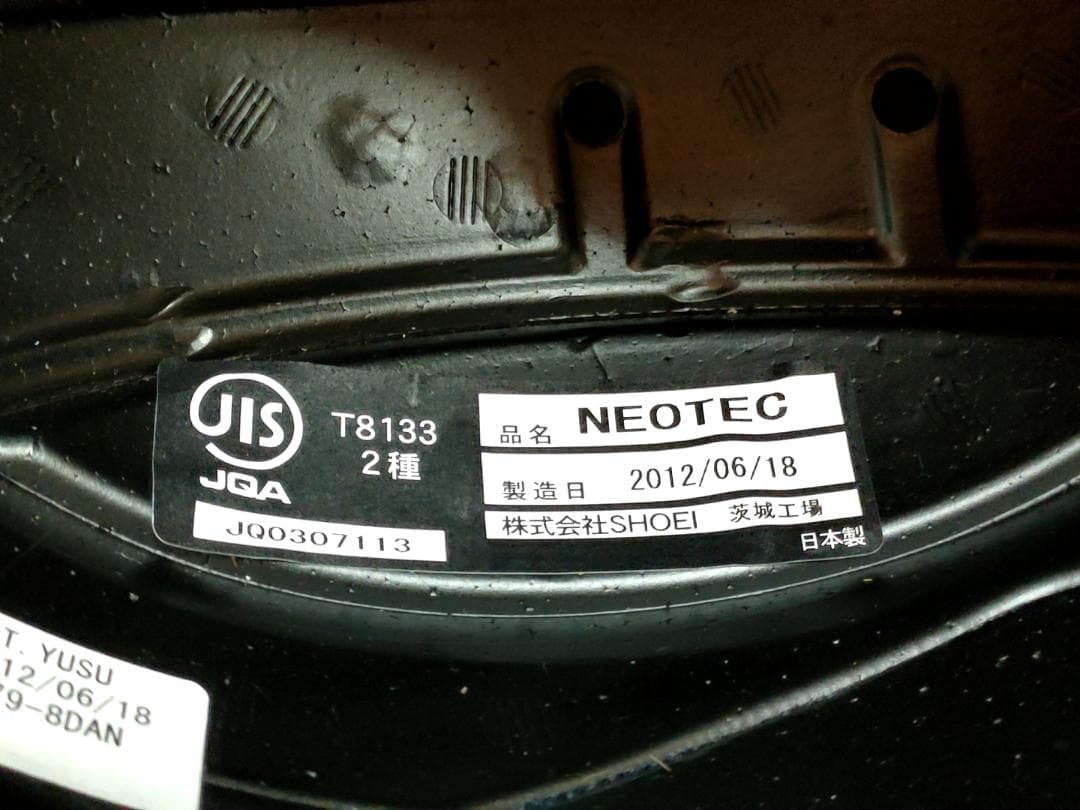 JIS
JQA
T8133
2種
JQ0307113
品名 NEOTEC
製造日 2012/06/18
株式会社SHOEI 茨城工場
日本製
T. YUSU
12/06/18
79-8DAN